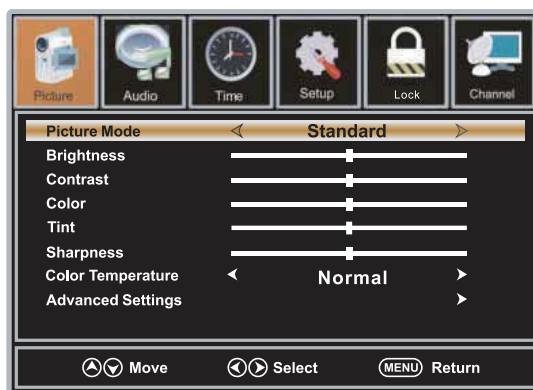 Picture Audio Time Setup Lock Channel
Picture Mode Standard
Brightness
Contrast
Color
Tint
Sharpness
Color Temperature Normal
Advanced Settings
Move Select MENU Return